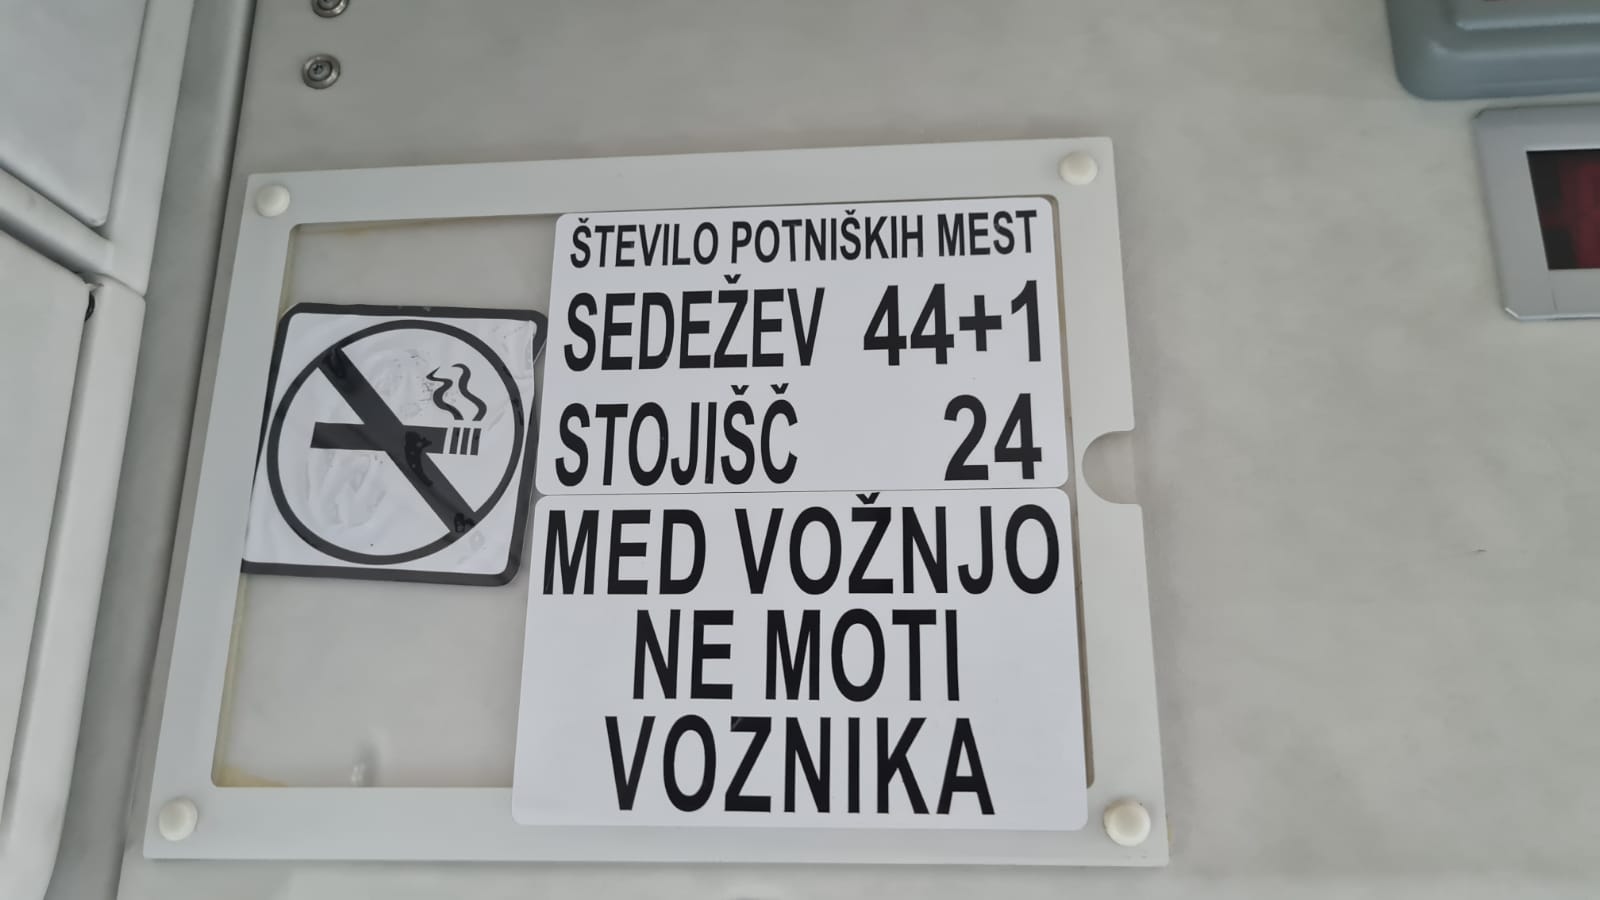 ŠTEVILO POTNIŠKIH MEST
SEDEŽEV 44+1
STOJIŠČ 24
MED VOŽNJO
NE MOTI
VOZNIKA